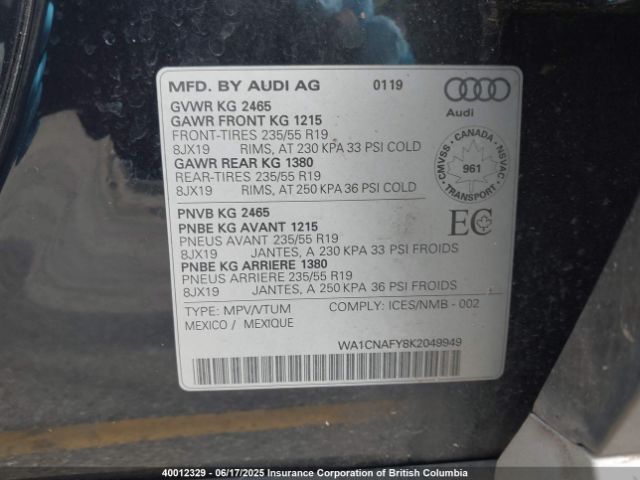 MFD. BY AUDI AG 0119
Audi
GVWR KG 2465
GAWR FRONT KG 1215
FRONT-TIRES 235/55 R19
8JX19 RIMS, AT 230 KPA 33 PSI COLD
GAWR REAR KG 1380
REAR-TIRES 235/55 R19
8JX19 RIMS, AT 250 KPA 36 PSI COLD
CMVSS - CANADA - NSVAC
961
TRANSPORT
PNVB KG 2465
PNBE KG AVANT 1215
PNEUS AVANT 235/55 R19
8JX19 JANTES, A 230 KPA 33 PSI FROIDS
PNBE KG ARRIERE 1380
PNEUS ARRIERE 235/55 R19
8JX19 JANTES, A 250 KPA 36 PSI FROIDS
EC
TYPE: MPV/VTUM COMPLY: ICES/NMB - 002
MEXICO / MEXIQUE
WA1CNAFY8K2049949
40012329 - 06/17/2025 Insurance Corporation of British Columbia